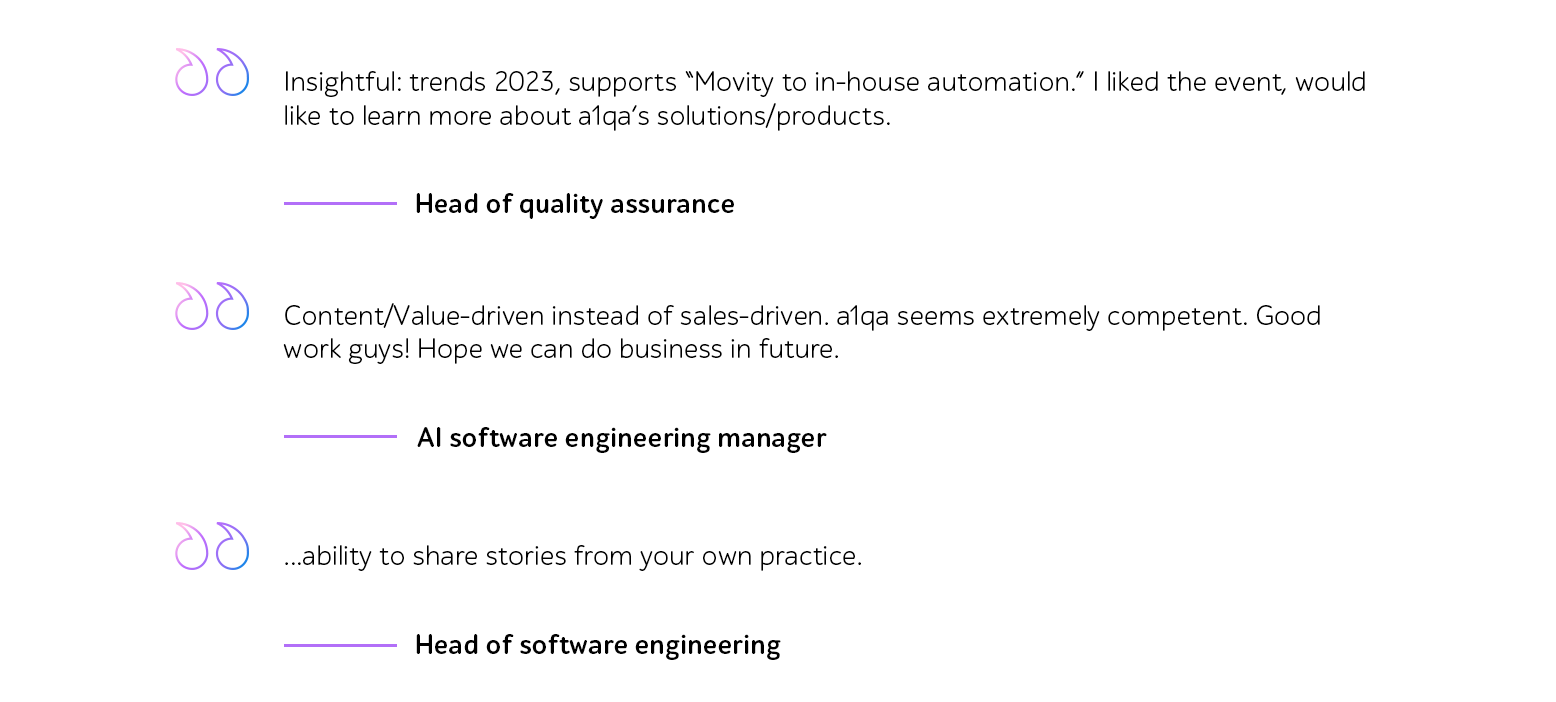 Insightful: trends 2023, supports “Movity to in-house automation.” I liked the event, would
like to learn more about a1qa’s solutions/products.
Head of quality assurance
Content/Value-driven instead of sales-driven. a1qa seems extremely competent. Good
work guys! Hope we can do business in future.
AI software engineering manager
...ability to share stories from your own practice.
Head of software engineering